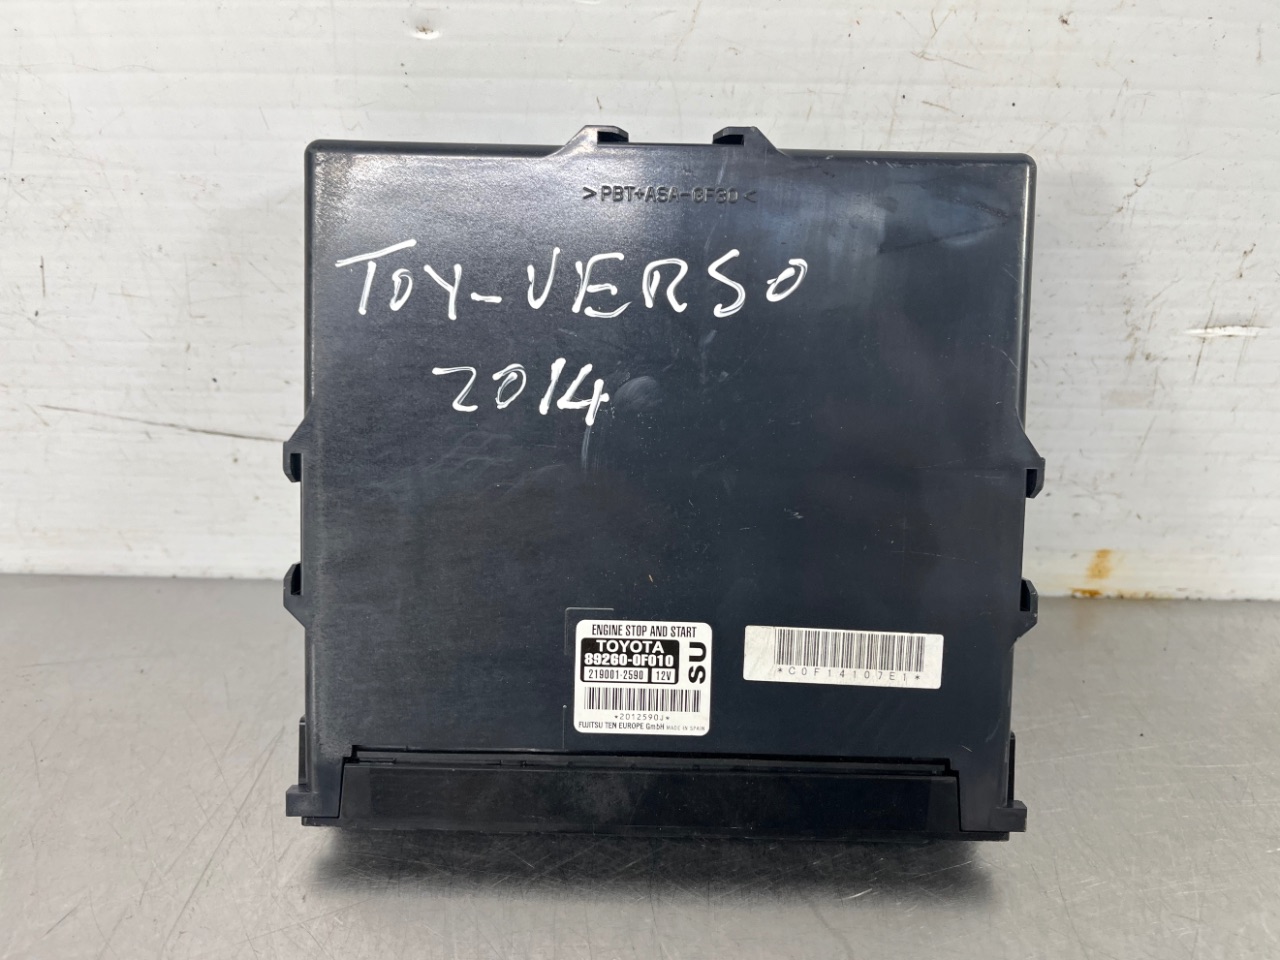 >PBT+ASA-GF30<
TOY-VERSO
2014
ENGINE STOP AND START
TOYOTA
89260-0F010
219001-2590 12V
SU
*2012590J*
FUJITSU TEN EUROPE GmbH MADE IN SPAIN
*C0F14107E1*